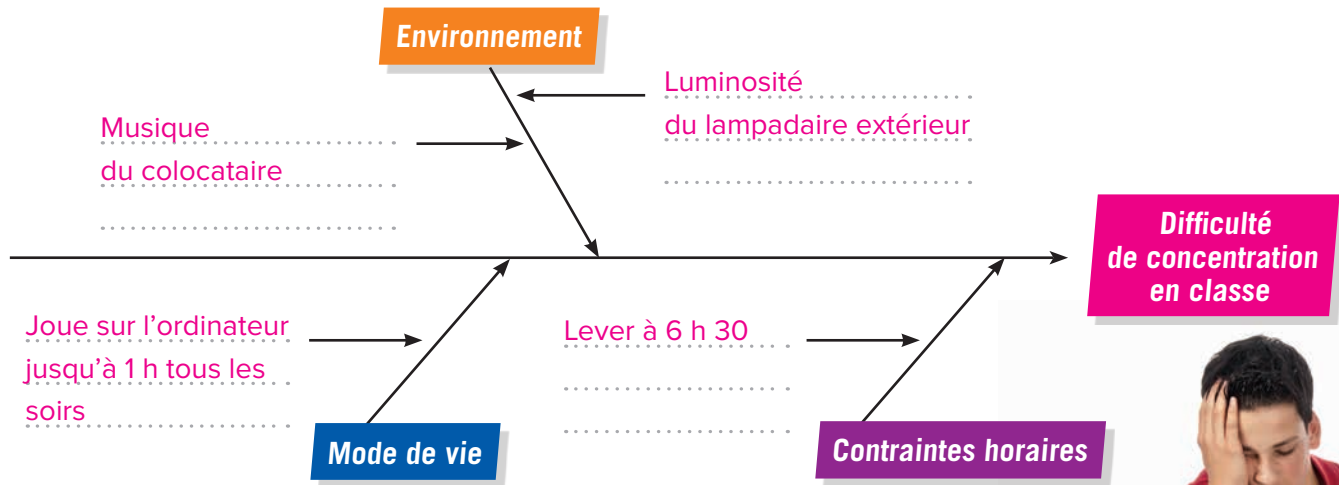 Environnement
Luminosité
du lampadaire extérieur
Musique
du colocataire
Difficulté
de concentration
en classe
Joue sur l'ordinateur
jusqu'à 1 h tous les
soirs
Lever à 6 h 30
Mode de vie
Contraintes horaires